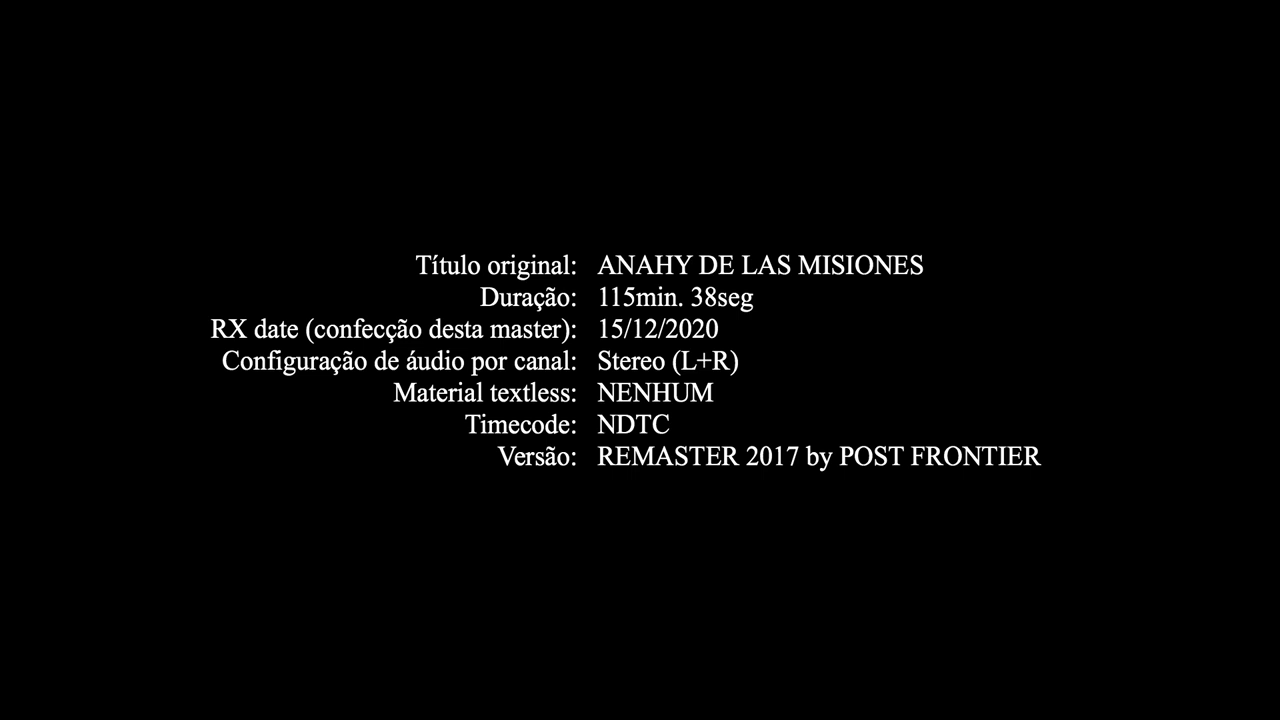 Título original: ANAHY DE LAS MISIONES
Duração: 115min. 38seg
RX date (confecção desta master): 15/12/2020
Configuração de áudio por canal: Stereo (L+R)
Material textless: NENHUM
Timecode: NDTC
Versão: REMASTER 2017 by POST FRONTIER